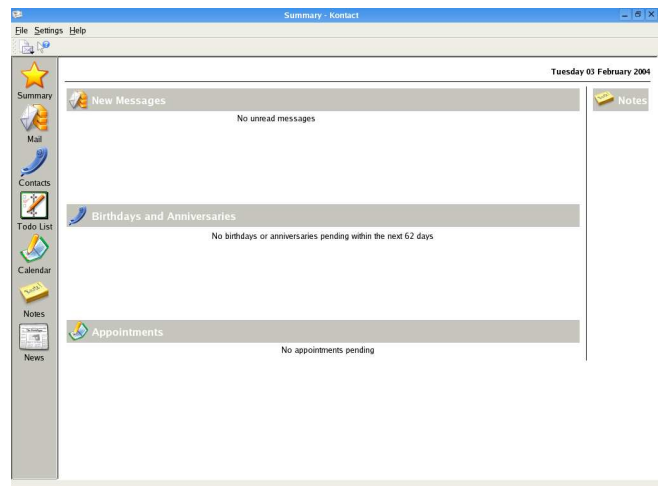 Summary - Kontact
File Settings Help
Tuesday 03 February 2004
Summary
Mail
Contacts
Todo List
Calendar
Notes
News
New Messages
No unread messages
Birthdays and Anniversaries
No birthdays or anniversaries pending within the next 62 days
Appointments
No appointments pending
Notes